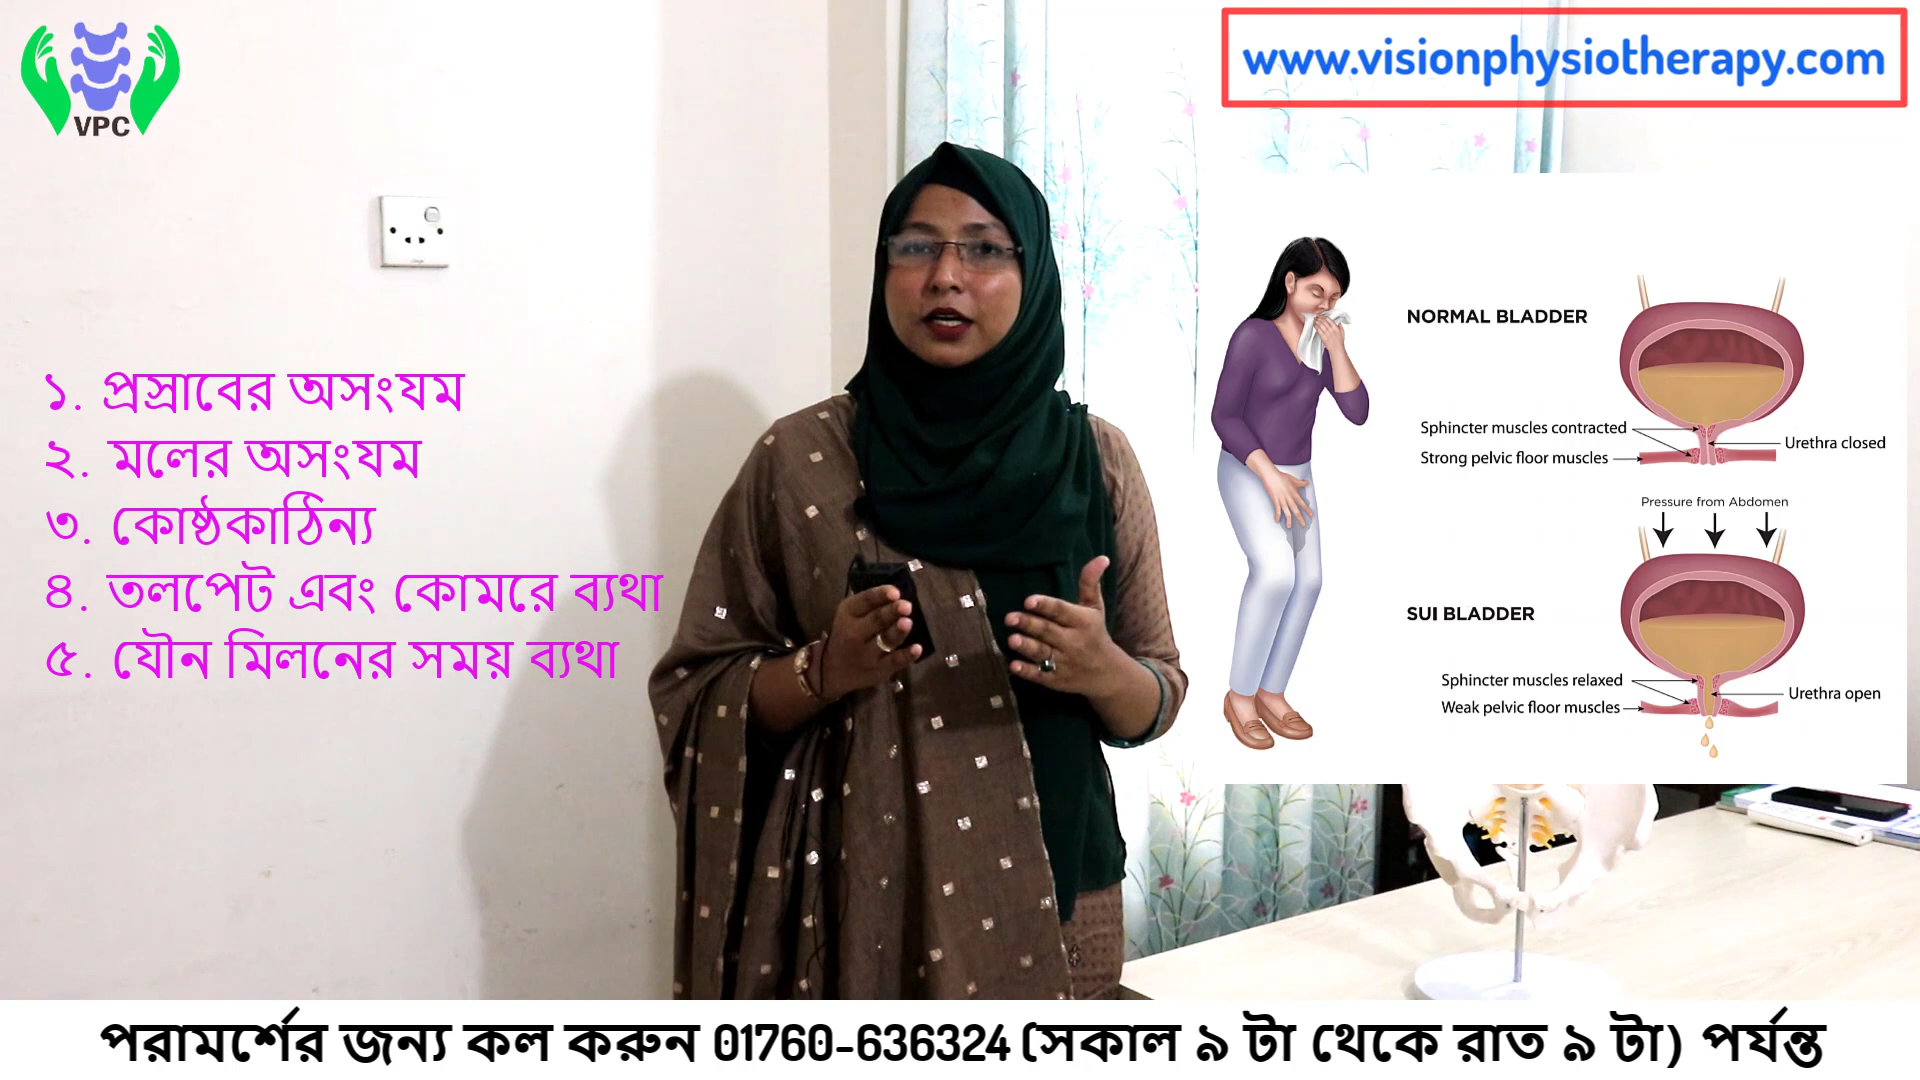 VPC
www.visionphysiotherapy.com
১. প্রস্রাবের অসংযম
২. মলের অসংযম
৩. কোষ্ঠকাঠিন্য
৪. তলপেট এবং কোমরে ব্যথা
৫. যৌন মিলনের সময় ব্যথা
NORMAL BLADDER
Sphincter muscles contracted
Urethra closed
Strong pelvic floor muscles
Pressure from Abdomen
SUI BLADDER
Sphincter muscles relaxed
Urethra open
Weak pelvic floor muscles
পরামর্শের জন্য কল করুন 01760-636324 (সকাল ৯ টা থেকে রাত ৯ টা) পর্যন্ত